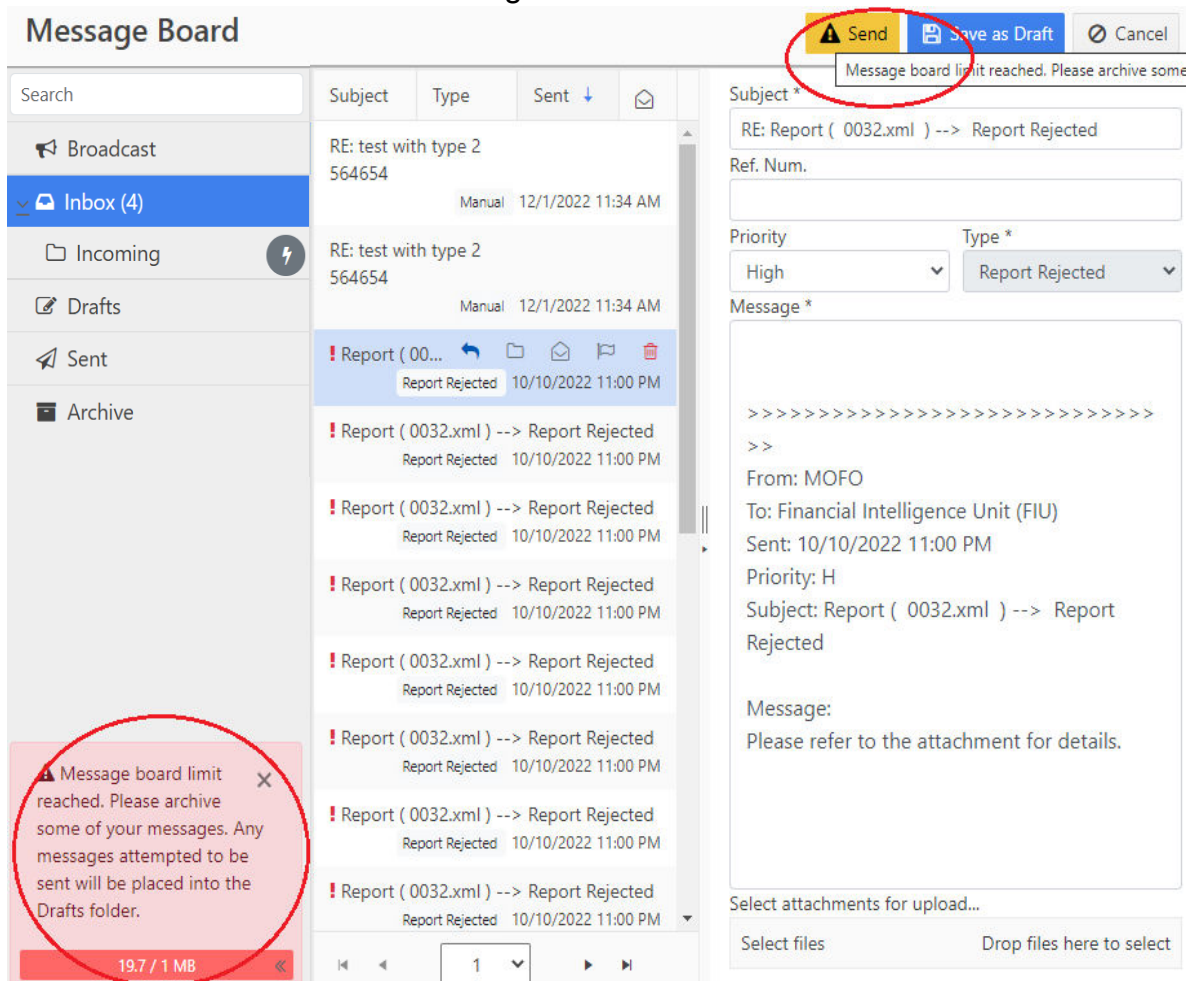 Message Board
Send
Save as Draft
Cancel
Message board limit reached. Please archive some
Search
Broadcast
Inbox (4)
Incoming
Drafts
Sent
Archive
Message board limit
reached. Please archive
some of your messages. Any
messages attempted to be
sent will be placed into the
Drafts folder.
19.7 / 1 MB
Subject Type Sent ↓
RE: test with type 2
564654
Manual 12/1/2022 11:34 AM
RE: test with type 2
564654
Manual 12/1/2022 11:34 AM
! Report ( 00...
Report Rejected 10/10/2022 11:00 PM
! Report ( 0032.xml ) --> Report Rejected
Report Rejected 10/10/2022 11:00 PM
! Report ( 0032.xml ) --> Report Rejected
Report Rejected 10/10/2022 11:00 PM
! Report ( 0032.xml ) --> Report Rejected
Report Rejected 10/10/2022 11:00 PM
! Report ( 0032.xml ) --> Report Rejected
Report Rejected 10/10/2022 11:00 PM
! Report ( 0032.xml ) --> Report Rejected
Report Rejected 10/10/2022 11:00 PM
! Report ( 0032.xml ) --> Report Rejected
Report Rejected 10/10/2022 11:00 PM
! Report ( 0032.xml ) --> Report Rejected
Report Rejected 10/10/2022 11:00 PM
1
Subject *
RE: Report ( 0032.xml ) --> Report Rejected
Ref. Num.
Priority Type *
High Report Rejected
Message *
>>>>>>>>>>>>>>>>>>>>>>>>>>>>>
>>
From: MOFO
To: Financial Intelligence Unit (FIU)
Sent: 10/10/2022 11:00 PM
Priority: H
Subject: Report ( 0032.xml ) --> Report
Rejected
Message:
Please refer to the attachment for details.
Select attachments for upload...
Select files Drop files here to select